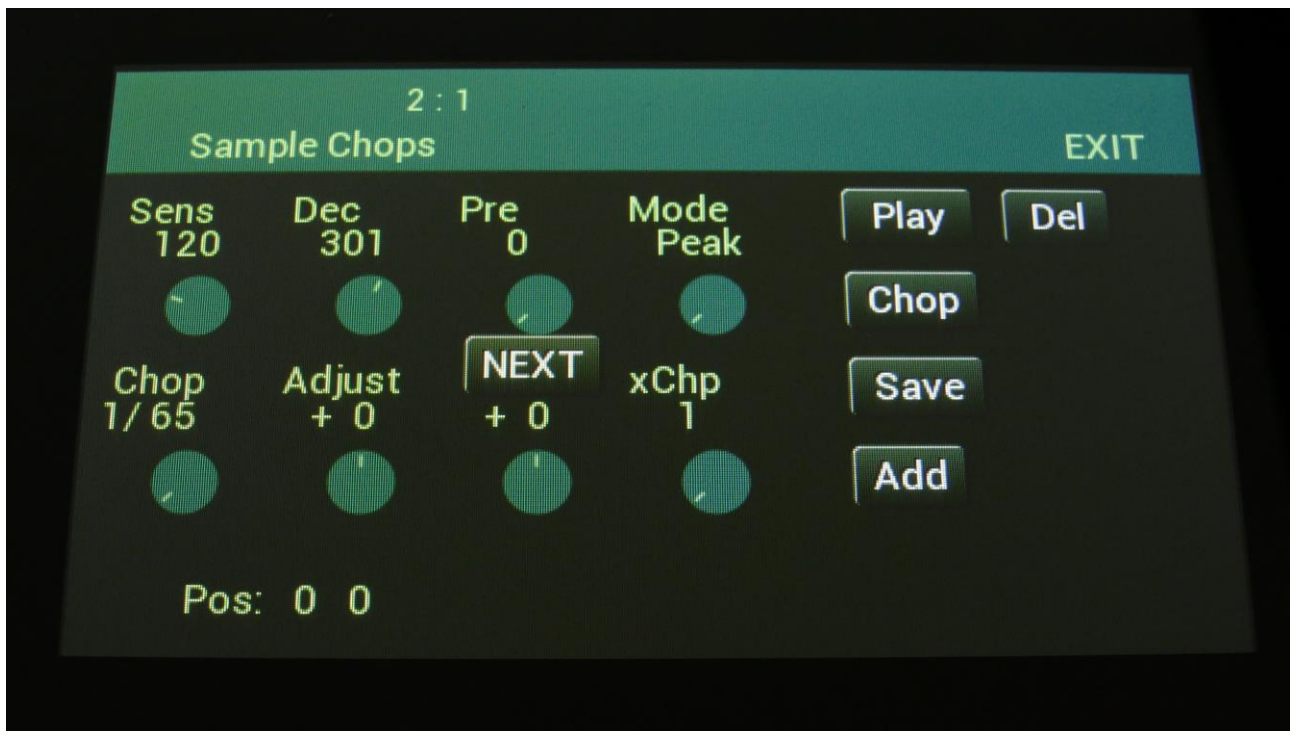 2 : 1
Sample Chops EXIT
Sens Dec Pre Mode Play Del
120 301 0 Peak
Chop
NEXT
Chop Adjust xChp Save
1/ 65 + 0 + 0 1
Add
Pos: 0 0